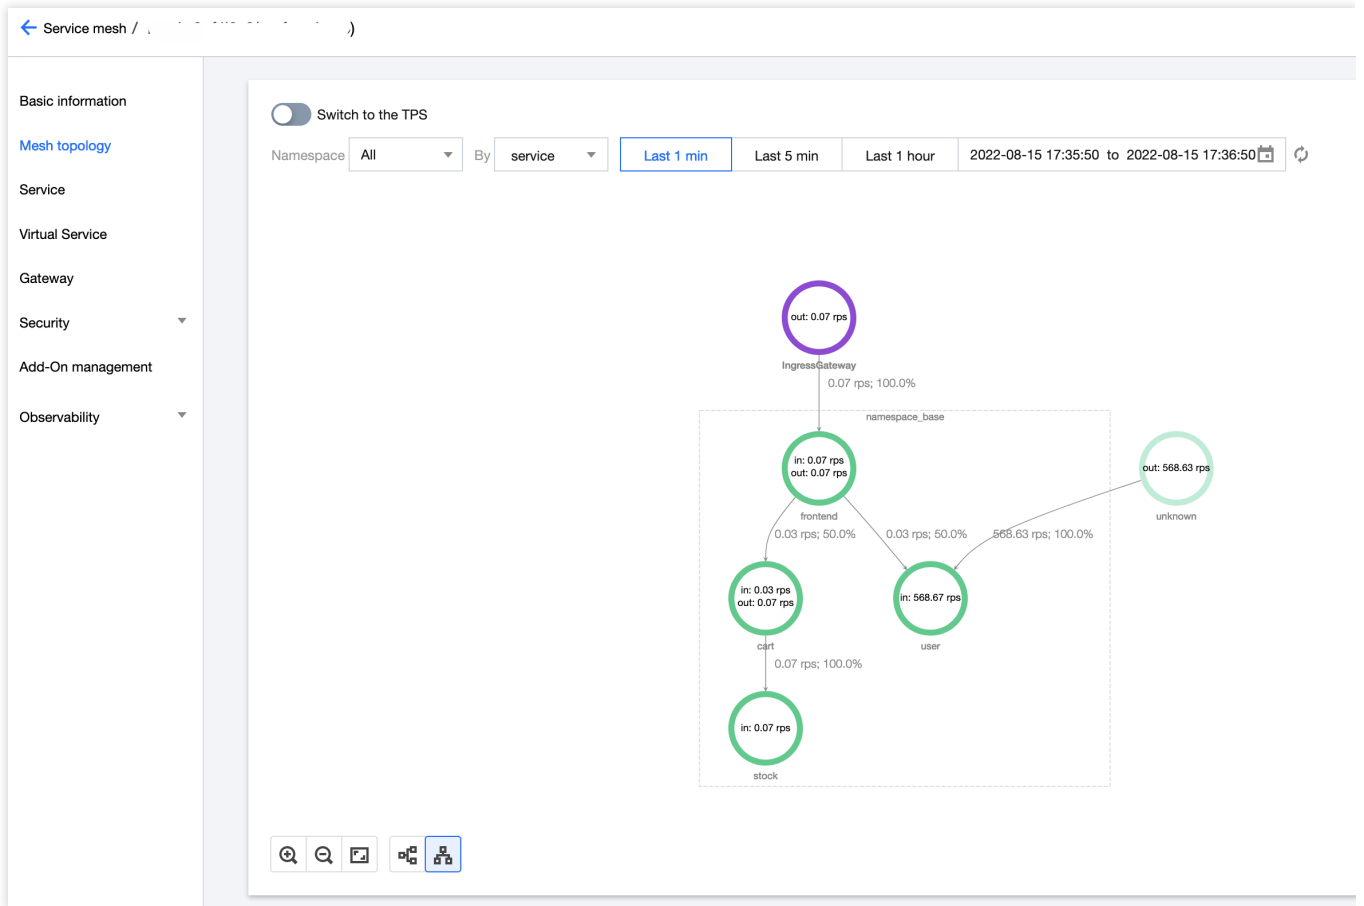 Service mesh / )
Basic information
Mesh topology
Service
Virtual Service
Gateway
Security
Add-On management
Observability
Switch to the TPS
Namespace All By service Last 1 min Last 5 min Last 1 hour 2022-08-15 17:35:50 to 2022-08-15 17:36:50
out: 0.07 rps
IngressGateway
0.07 rps; 100.0%
namespace_base
in: 0.07 rps
out: 0.07 rps
frontend
out: 568.63 rps
unknown
0.03 rps; 50.0%
0.03 rps; 50.0%
568.63 rps; 100.0%
in: 0.03 rps
out: 0.07 rps
cart
in: 568.67 rps
user
0.07 rps; 100.0%
in: 0.07 rps
stock